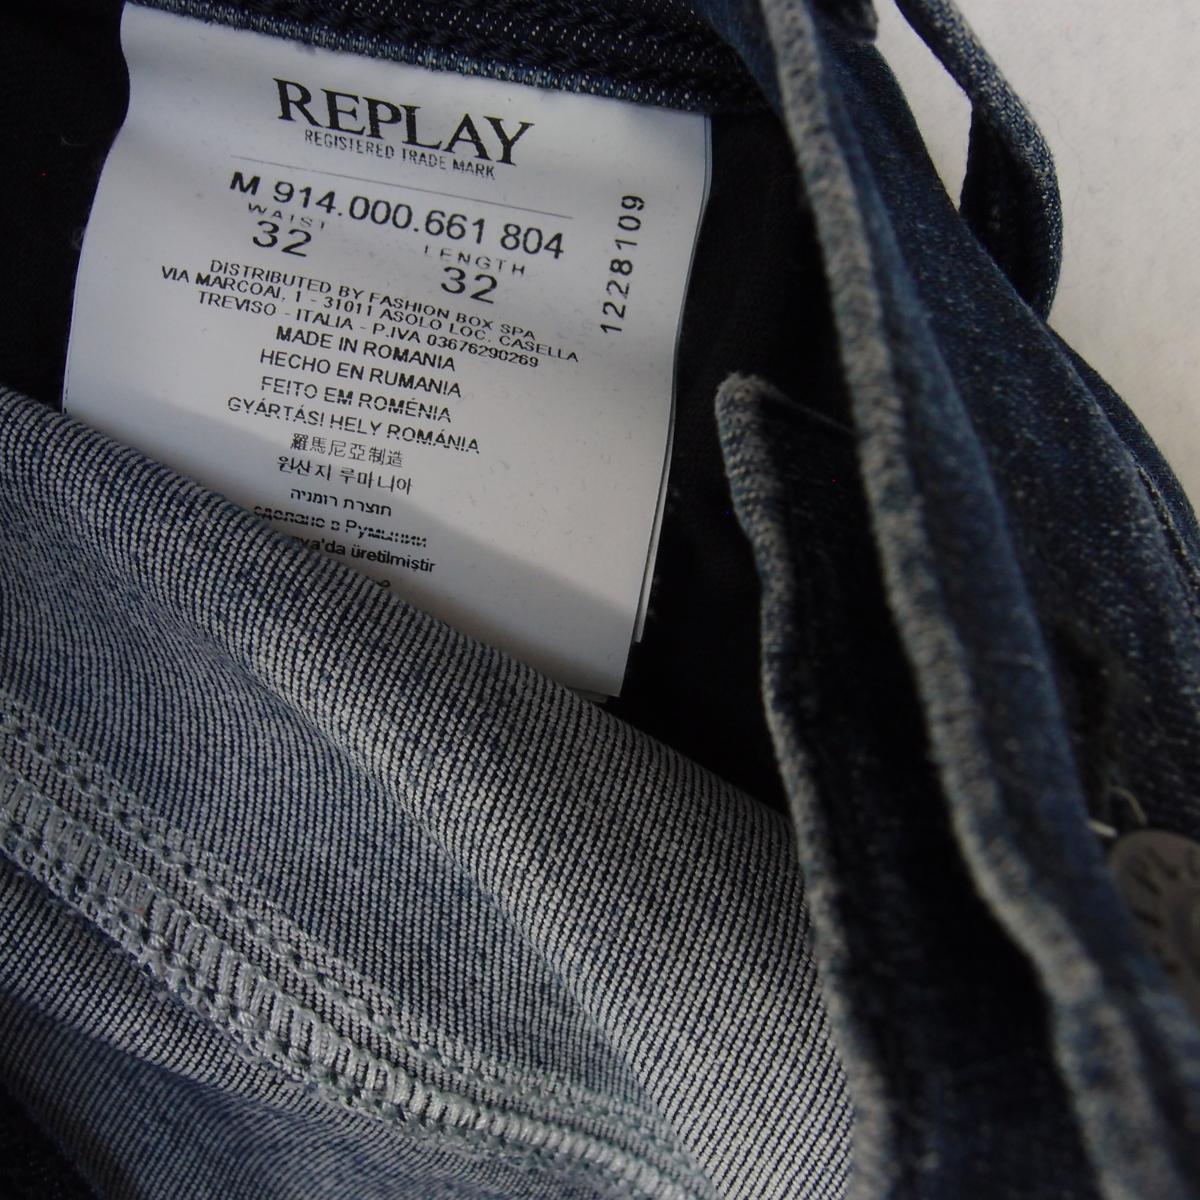 REPLAY
REGISTERED TRADE MARK
M 914.000.661 804
WAIST
32
LENGTH
32
1228109
DISTRIBUTED BY FASHION BOX SPA
VIA MARCOAI, 1 - 31011 ASOLO LOC. CASELLA
TREVISO - ITALIA - P.IVA 03676290269
MADE IN ROMANIA
HECHO EN RUMANIA
FEITO EM ROMÉNIA
GYÁRTÁSI HELY ROMÁNIA
羅馬尼亞制造
원산지 루마니아
תוצרת רומניה
сделано в Румынии
ya'da üretilmiştir